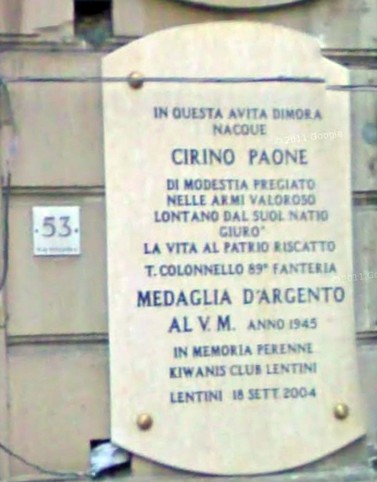 IN QUESTA AVITA DIMORA
NACQUE
CIRINO PAONE
DI MODESTIA PREGIATO
NELLE ARMI VALOROSO
LONTANO DAL SUOL NATIO
GIURO'
LA VITA AL PATRIO RISCATTO
T. COLONNELLO 89° FANTERIA
MEDAGLIA D'ARGENTO
AL V. M. ANNO 1945
IN MEMORIA PERENNE
KIWANIS CLUB LENTINI
LENTINI 18 SETT. 2004
53
© 2011 Google